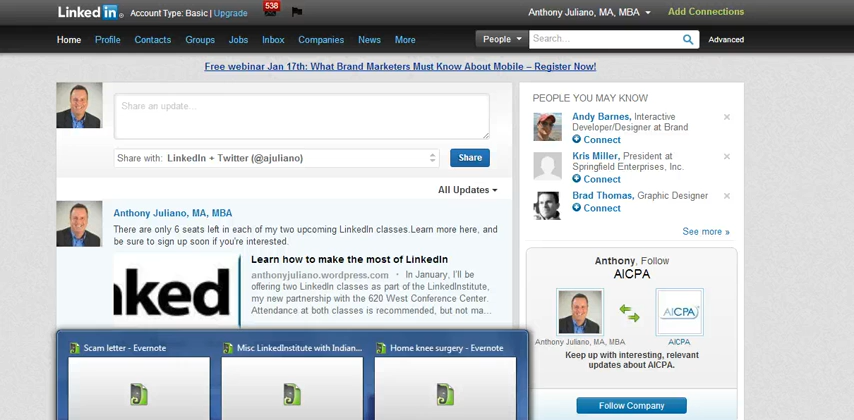 Linked in
Account Type: Basic | Upgrade
538
Anthony Juliano, MA, MBA
Add Connections
Home Profile Contacts Groups Jobs Inbox Companies News More
People
Search...
Advanced
Free webinar Jan 17th: What Brand Marketers Must Know About Mobile – Register Now!
Share an update...
Share with: LinkedIn + Twitter (@ajuliano)
Share
All Updates
Anthony Juliano, MA, MBA
There are only 6 seats left in each of my two upcoming LinkedIn classes.Learn more here, and
be sure to sign up soon if you're interested.
nked
Learn how to make the most of LinkedIn
anthonyjuliano.wordpress.com · In January, I'll be
offering two LinkedIn classes as part of the LinkedInstitute,
my new partnership with the 620 West Conference Center.
Attendance at both classes is recommended, but not ma...
Scam letter - Evernote
Misc LinkedInstitute with Indian...
Home knee surgery - Evernote
PEOPLE YOU MAY KNOW
Andy Barnes, Interactive
Developer/Designer at Brand
Connect
Kris Miller, President at
Springfield Enterprises, Inc.
Connect
Brad Thomas, Graphic Designer
Connect
See more »
Anthony, Follow
AICPA
AICPA
Anthony Juliano, MA, MBA
AICPA
Keep up with interesting, relevant
updates about AICPA.
Follow Company